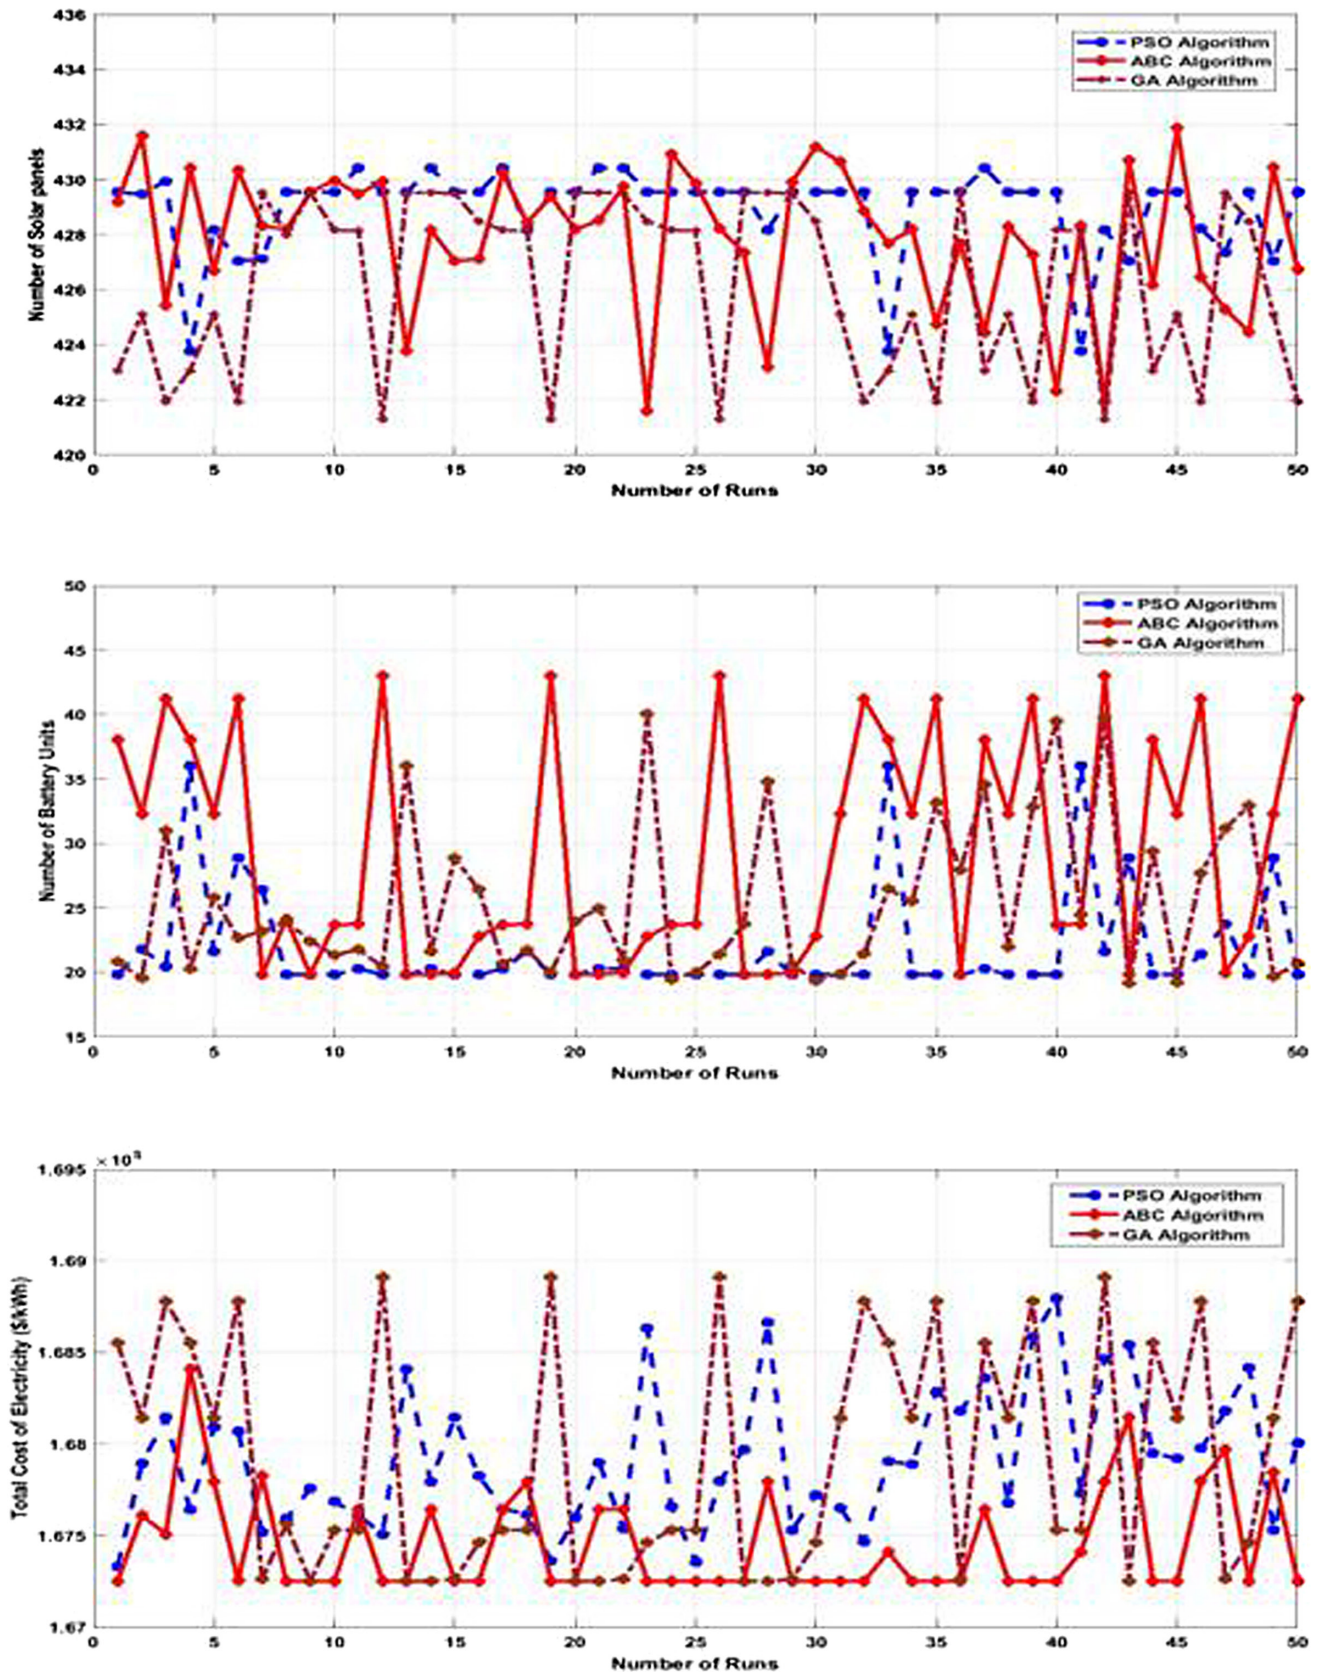 436
434
432
430
428
426
424
422
420
Number of Solar panels
PSO Algorithm
ABC Algorithm
GA Algorithm
0 5 10 15 20 25 30 35 40 45 50
Number of Runs
50
45
40
35
30
25
20
15
Number of Battery Units
PSO Algorithm
ABC Algorithm
GA Algorithm
0 5 10 15 20 25 30 35 40 45 50
Number of Runs
× 10
1.695
1.69
1.685
1.68
1.675
1.67
Total Cost of Electricity ($/kWh)
PSO Algorithm
ABC Algorithm
GA Algorithm
0 5 10 15 20 25 30 35 40 45 50
Number of Runs